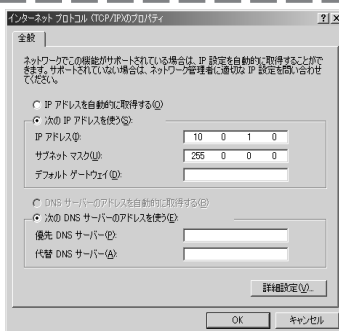 インターネット プロトコル (TCP/IP)のプロパティ
? ×
全般
ネットワークでこの機能がサポートされている場合は、IP 設定を自動的に取得することがで
きます。サポートされていない場合は、ネットワーク管理者に適切な IP 設定を問い合わせ
てください。
IP アドレスを自動的に取得する(O)
次の IP アドレスを使う(S):
IP アドレス(I): 10 0 1 0
サブネット マスク(U): 255 0 0 0
デフォルト ゲートウェイ(D):
DNS サーバーのアドレスを自動的に取得する(B)
次の DNS サーバーのアドレスを使う(E):
優先 DNS サーバー(P):
代替 DNS サーバー(A):
詳細設定(V)...
OK キャンセル